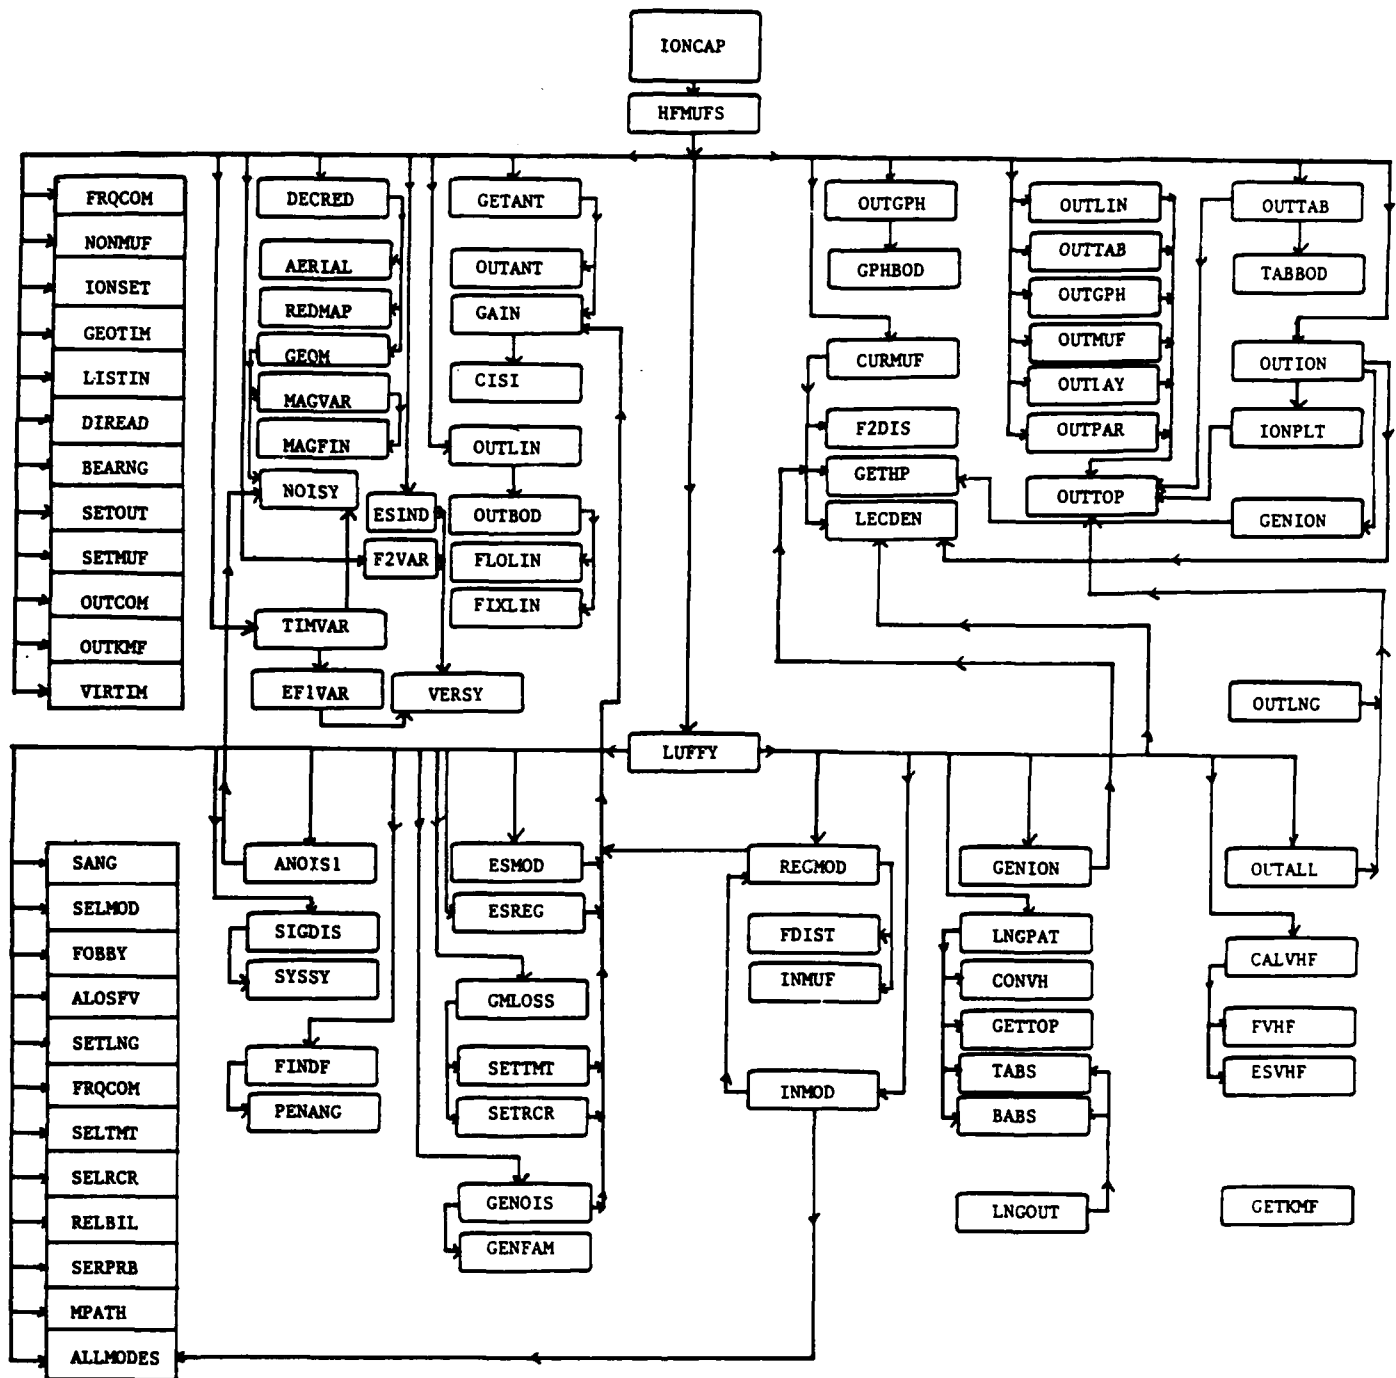 IONCAP
HFMUFS
FRQCOM
NONMUF
IONSET
GEOTIM
LISTIN
DIREAD
BEARNG
SETOUT
SETMUF
OUTCOM
OUTKMF
VIRTIM
DECRED
AERIAL
REDMAP
GEOM
MAGVAR
MAGFIN
NOISY
ESIND
F2VAR
TIMVAR
EF1VAR
VERSY
GETANT
OUTANT
GAIN
CISI
OUTLIN
OUTBOD
FLOLIN
FIXLIN
OUTGPH
GPHBOD
CURMUF
F2DIS
GETHP
LECDEN
OUTLIN
OUTTAB
OUTGPH
OUTMUF
OUTLAY
OUTPAR
OUTTOP
OUTTAB
TABBOD
OUTION
IONPLT
GENION
OUTLNG
LUFFY
SANG
SELMOD
FOBBY
ALOSFV
SETLNG
FRQCOM
SELTMT
SELRCR
RELBIL
SERPRB
MPATH
ALLMODES
ANOIS1
SIGDIS
SYSSY
FINDF
PENANG
ESMOD
ESREG
GMLOSS
SETTMT
SETRCR
GENOIS
GENFAM
REGMOD
FDIST
INMUF
INMOD
GENION
LNGPAT
CONVH
GETTOP
TABS
BABS
LNGOUT
OUTALL
CALVHF
FVHF
ESVHF
GETKMF